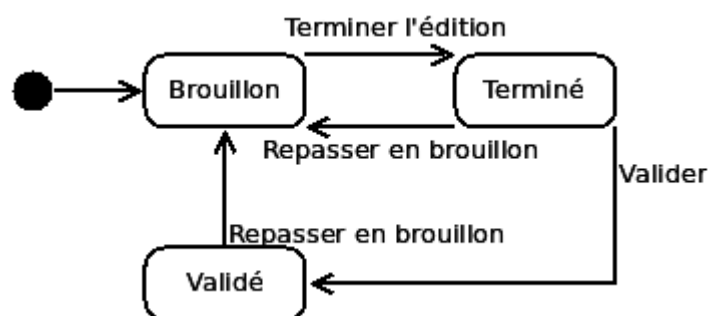 Terminer l'édition
Brouillon
Terminé
Repasser en brouillon
Valider
Repasser en brouillon
Validé